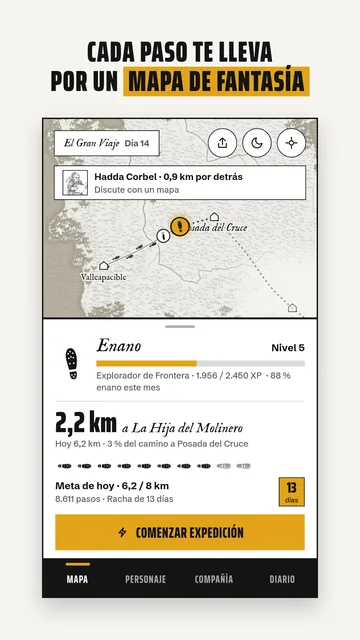 CADA PASO TE LLEVA
POR UN MAPA DE FANTASÍA
El Gran Viaje Día 14
Hadda Corbel · 0,9 km por detrás
Discute con un mapa
sada del Cruce
Valleapacible
Enano
Nivel 5
Explorador de Frontera · 1.956 / 2.450 XP · 88 %
enano este mes
2,2 km a La Hija del Molinero
Hoy 6,2 km · 3 % del camino a Posada del Cruce
Meta de hoy · 6,2 / 8 km
8.611 pasos · Racha de 13 días
13
días
COMENZAR EXPEDICIÓN
MAPA
PERSONAJE
COMPAÑÍA
DIARIO